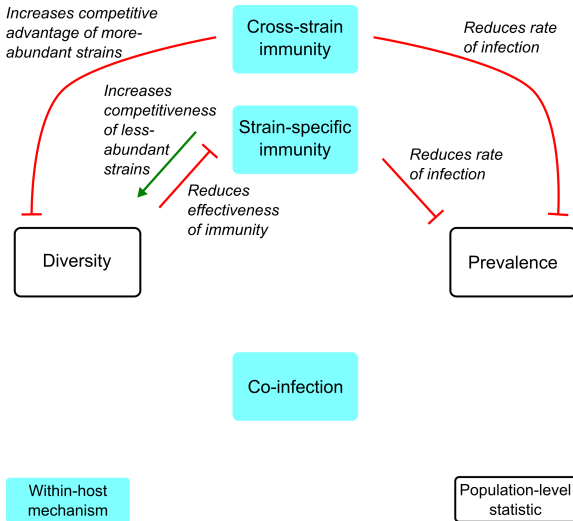 Increases competitive
advantage of more-
abundant strains
Cross-strain
immunity
Reduces rate
of infection
Increases
competitiveness
of less-
abundant
strains
Strain-specific
immunity
Reduces rate
of infection
Reduces
effectiveness
of immunity
Diversity
Prevalence
Co-infection
Within-host
mechanism
Population-level
statistic